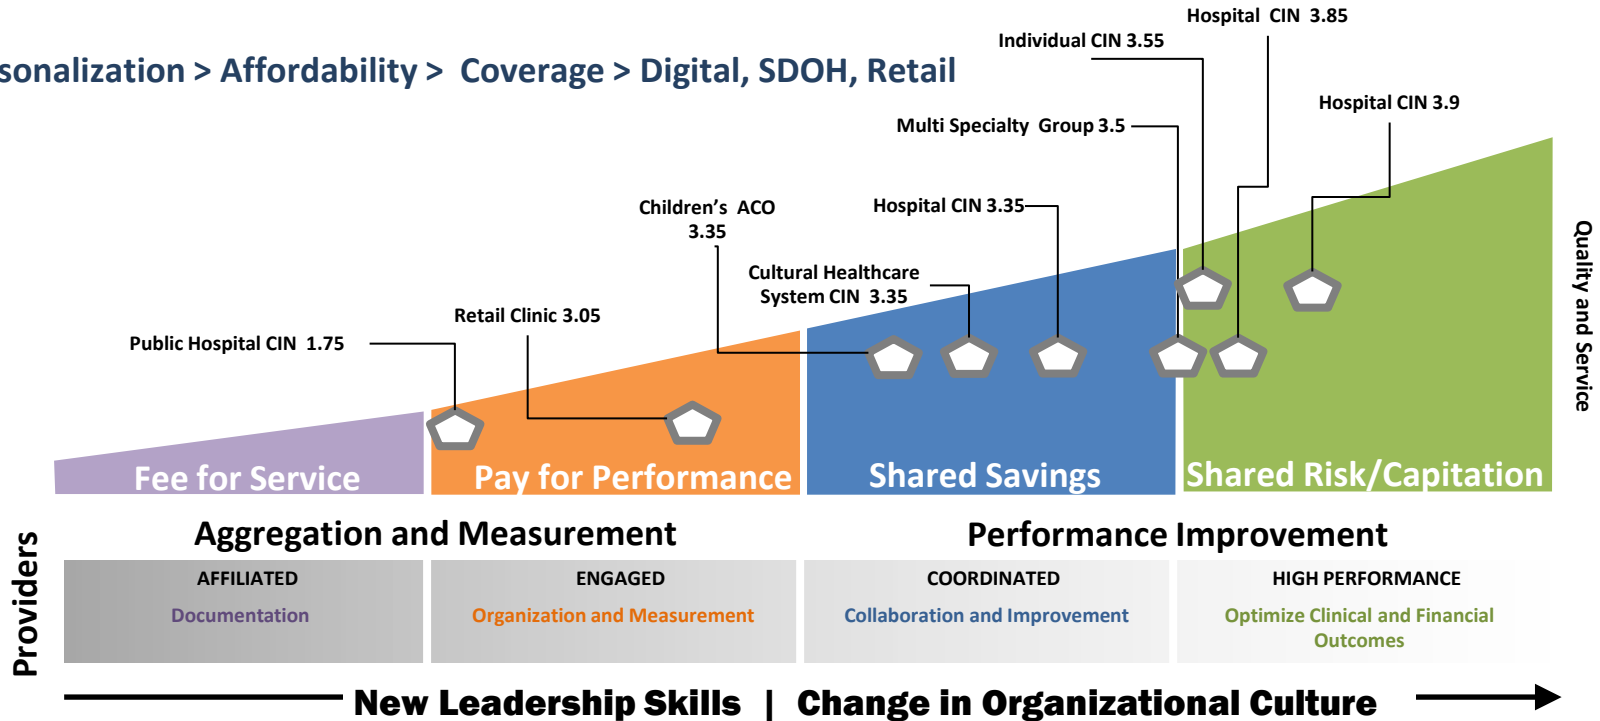 sonalization > Affordability > Coverage > Digital, SDOH, Retail
Hospital CIN 3.85
Individual CIN 3.55
Hospital CIN 3.9
Multi Specialty Group 3.5
Children's ACO
3.35
Hospital CIN 3.35
Cultural Healthcare
System CIN 3.35
Retail Clinic 3.05
Public Hospital CIN 1.75
Quality and Service
Fee for Service
Pay for Performance
Shared Savings
Shared Risk/Capitation
Providers
Aggregation and Measurement
Performance Improvement
AFFILIATED
Documentation
ENGAGED
Organization and Measurement
COORDINATED
Collaboration and Improvement
HIGH PERFORMANCE
Optimize Clinical and Financial
Outcomes
New Leadership Skills | Change in Organizational Culture